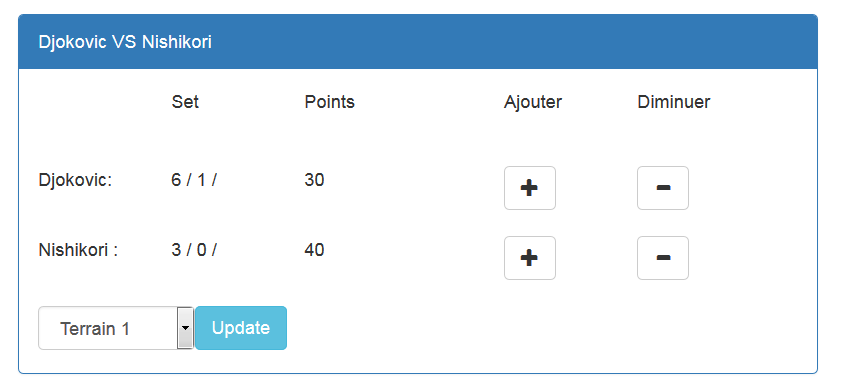 Djokovic VS Nishikori
Set Points Ajouter Diminuer
Djokovic: 6 / 1 / 30
Nishikori : 3 / 0 / 40
Terrain 1 Update